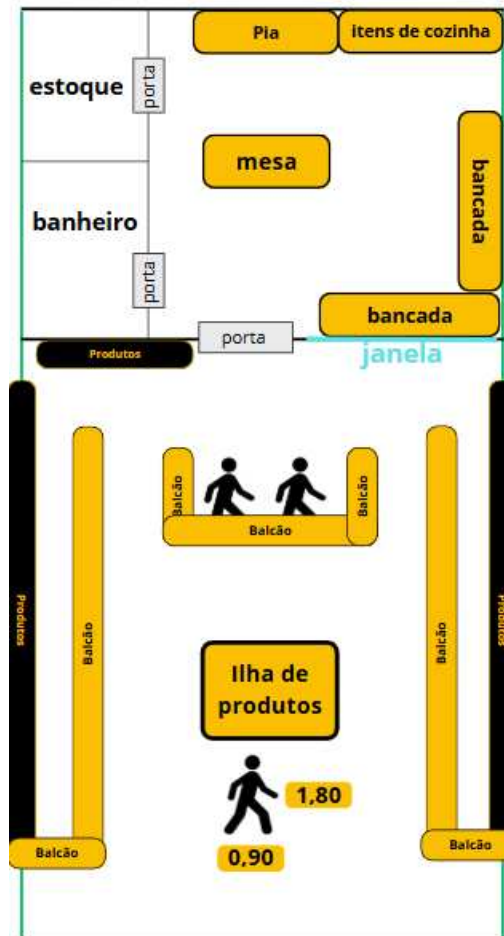 Pia
itens de cozinha
estoque
porta
mesa
bancada
banheiro
porta
bancada
porta
janela
Produtos
Balcão
Balcão
Balcão
Produtos
Balcão
Balcão
Produtos
Ilha de
produtos
1,80
0,90
Balcão
Balcão